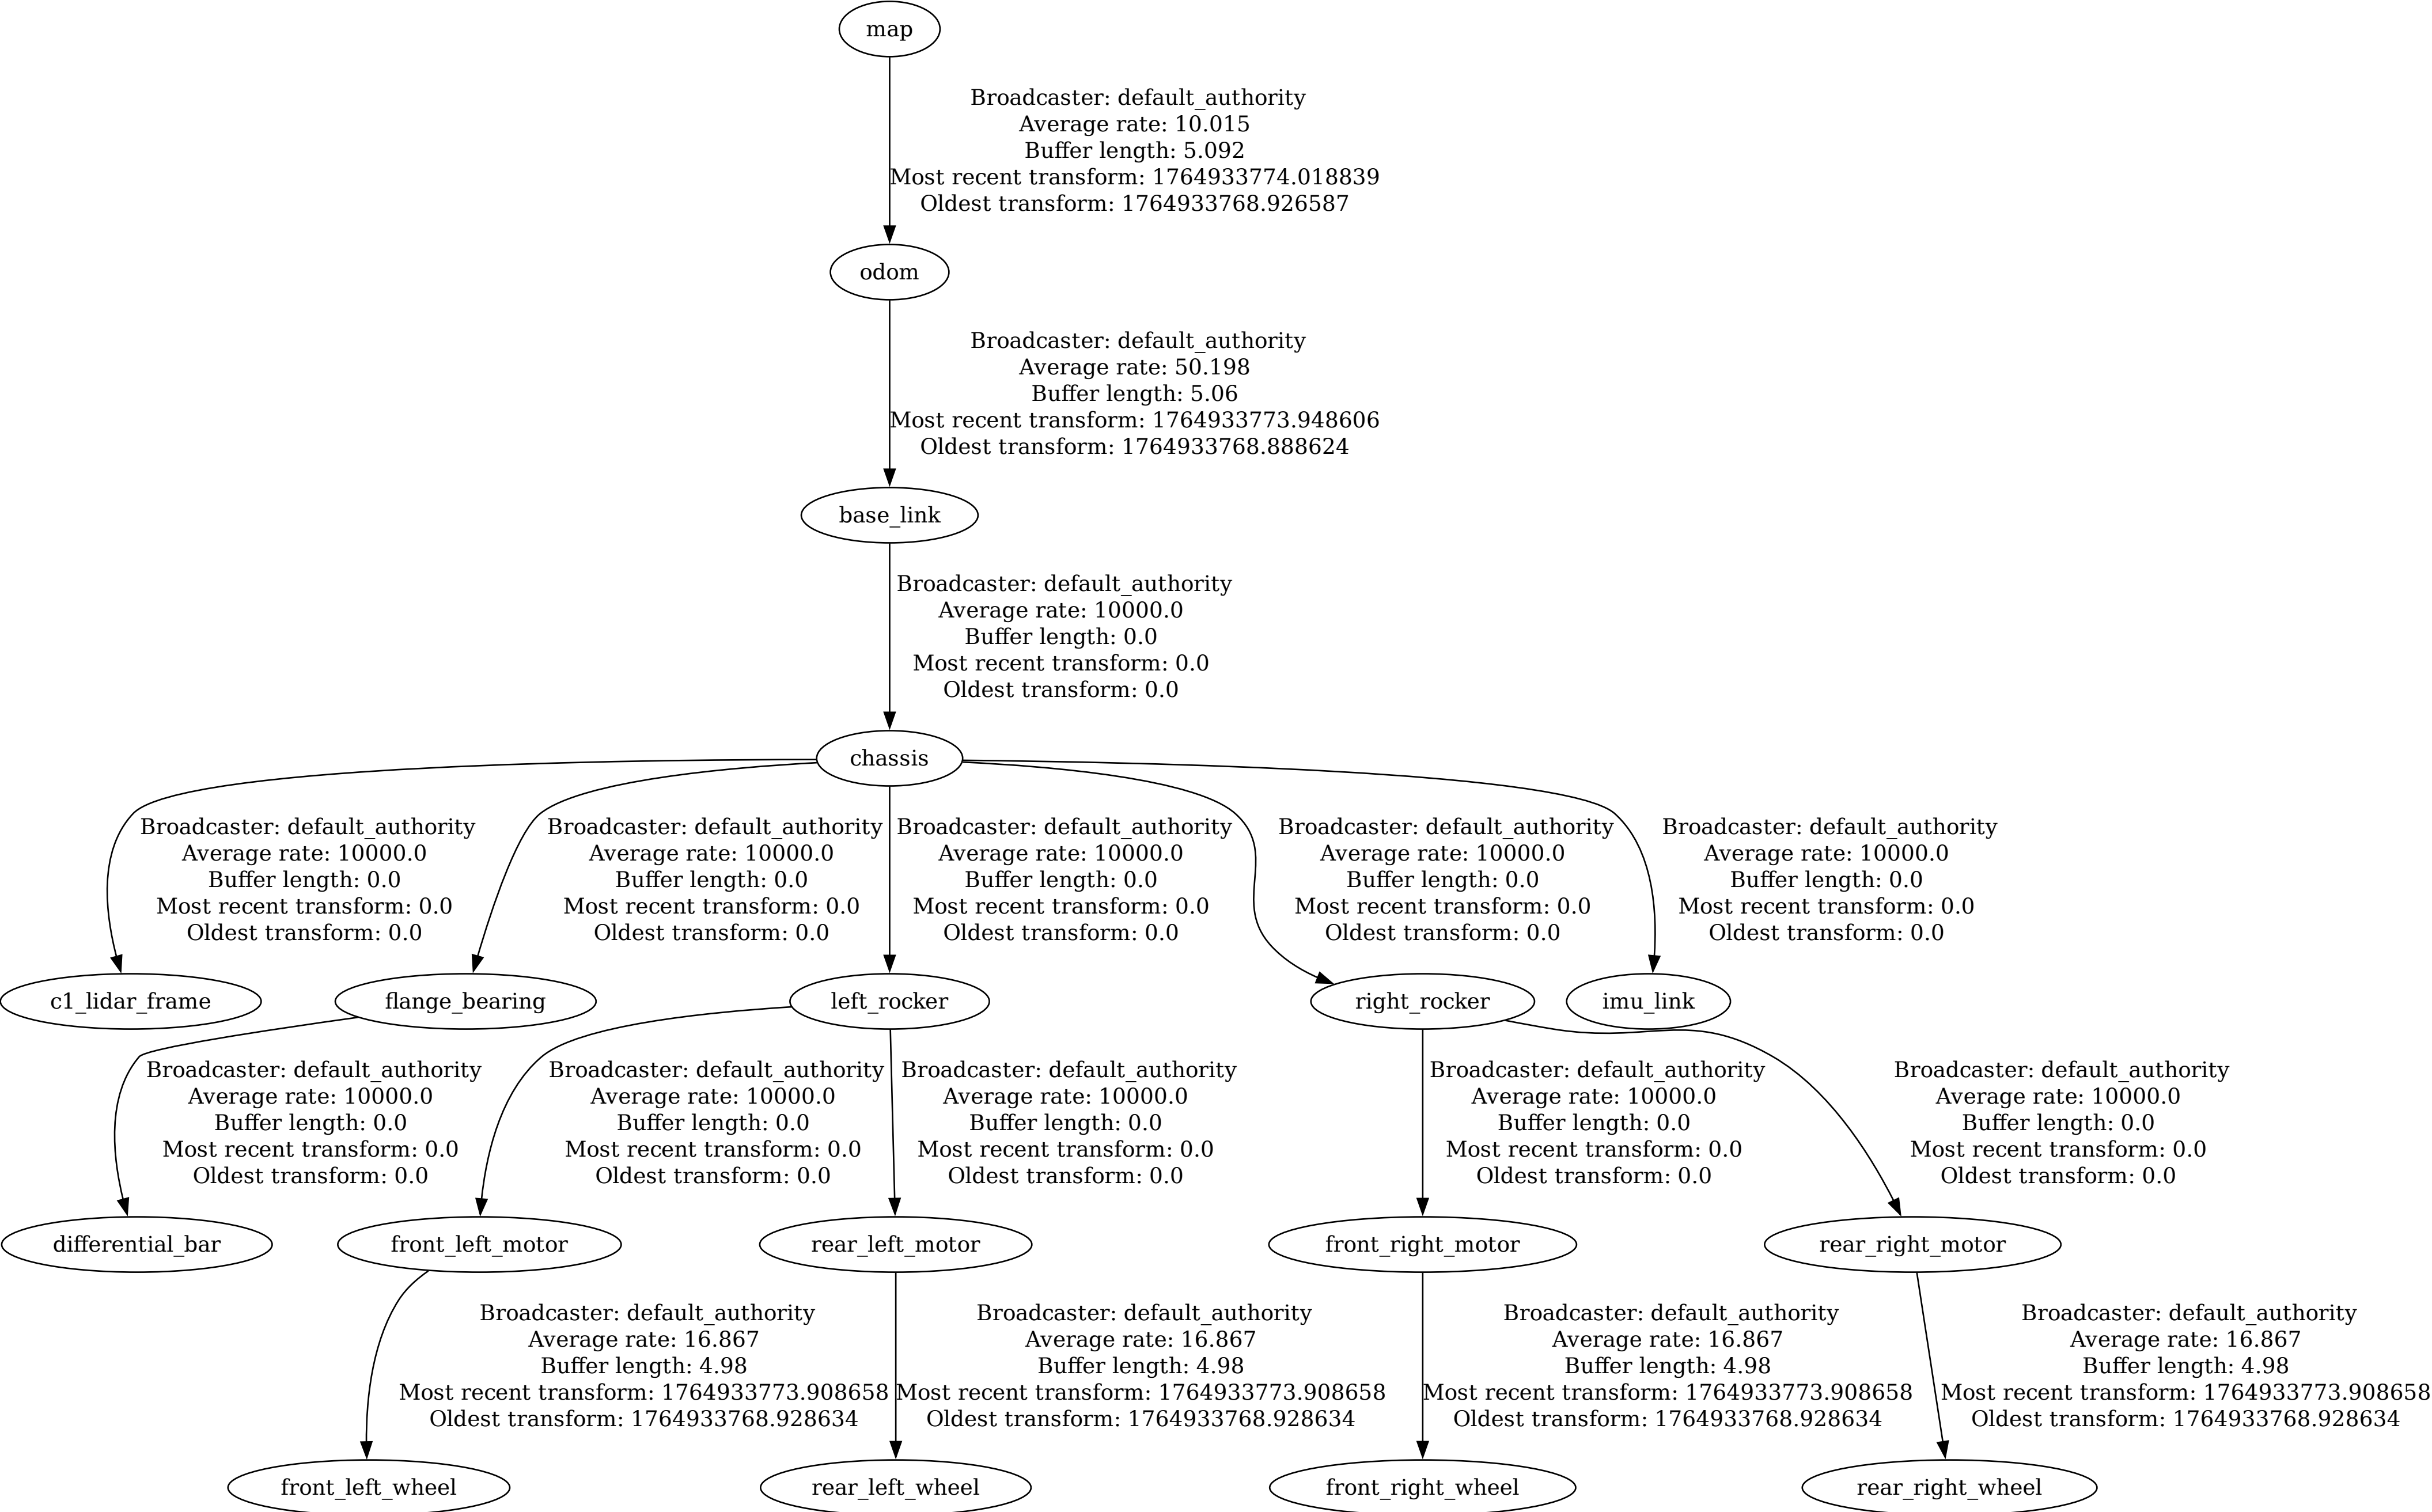 map
Broadcaster: default_authority
Average rate: 10.015
Buffer length: 5.092
Most recent transform: 1764933774.018839
Oldest transform: 1764933768.926587
odom
Broadcaster: default_authority
Average rate: 50.198
Buffer length: 5.06
Most recent transform: 1764933773.948606
Oldest transform: 1764933768.888624
base_link
Broadcaster: default_authority
Average rate: 10000.0
Buffer length: 0.0
Most recent transform: 0.0
Oldest transform: 0.0
chassis
Broadcaster: default_authority
Average rate: 10000.0
Buffer length: 0.0
Most recent transform: 0.0
Oldest transform: 0.0
Broadcaster: default_authority
Average rate: 10000.0
Buffer length: 0.0
Most recent transform: 0.0
Oldest transform: 0.0
Broadcaster: default_authority
Average rate: 10000.0
Buffer length: 0.0
Most recent transform: 0.0
Oldest transform: 0.0
Broadcaster: default_authority
Average rate: 10000.0
Buffer length: 0.0
Most recent transform: 0.0
Oldest transform: 0.0
Broadcaster: default_authority
Average rate: 10000.0
Buffer length: 0.0
Most recent transform: 0.0
Oldest transform: 0.0
c1_lidar_frame
flange_bearing
left_rocker
right_rocker
imu_link
Broadcaster: default_authority
Average rate: 10000.0
Buffer length: 0.0
Most recent transform: 0.0
Oldest transform: 0.0
Broadcaster: default_authority
Average rate: 10000.0
Buffer length: 0.0
Most recent transform: 0.0
Oldest transform: 0.0
Broadcaster: default_authority
Average rate: 10000.0
Buffer length: 0.0
Most recent transform: 0.0
Oldest transform: 0.0
Broadcaster: default_authority
Average rate: 10000.0
Buffer length: 0.0
Most recent transform: 0.0
Oldest transform: 0.0
Broadcaster: default_authority
Average rate: 10000.0
Buffer length: 0.0
Most recent transform: 0.0
Oldest transform: 0.0
differential_bar
front_left_motor
rear_left_motor
front_right_motor
rear_right_motor
Broadcaster: default_authority
Average rate: 16.867
Buffer length: 4.98
Most recent transform: 1764933773.908658
Oldest transform: 1764933768.928634
Broadcaster: default_authority
Average rate: 16.867
Buffer length: 4.98
Most recent transform: 1764933773.908658
Oldest transform: 1764933768.928634
Broadcaster: default_authority
Average rate: 16.867
Buffer length: 4.98
Most recent transform: 1764933773.908658
Oldest transform: 1764933768.928634
Broadcaster: default_authority
Average rate: 16.867
Buffer length: 4.98
Most recent transform: 1764933773.908658
Oldest transform: 1764933768.928634
front_left_wheel
rear_left_wheel
front_right_wheel
rear_right_wheel